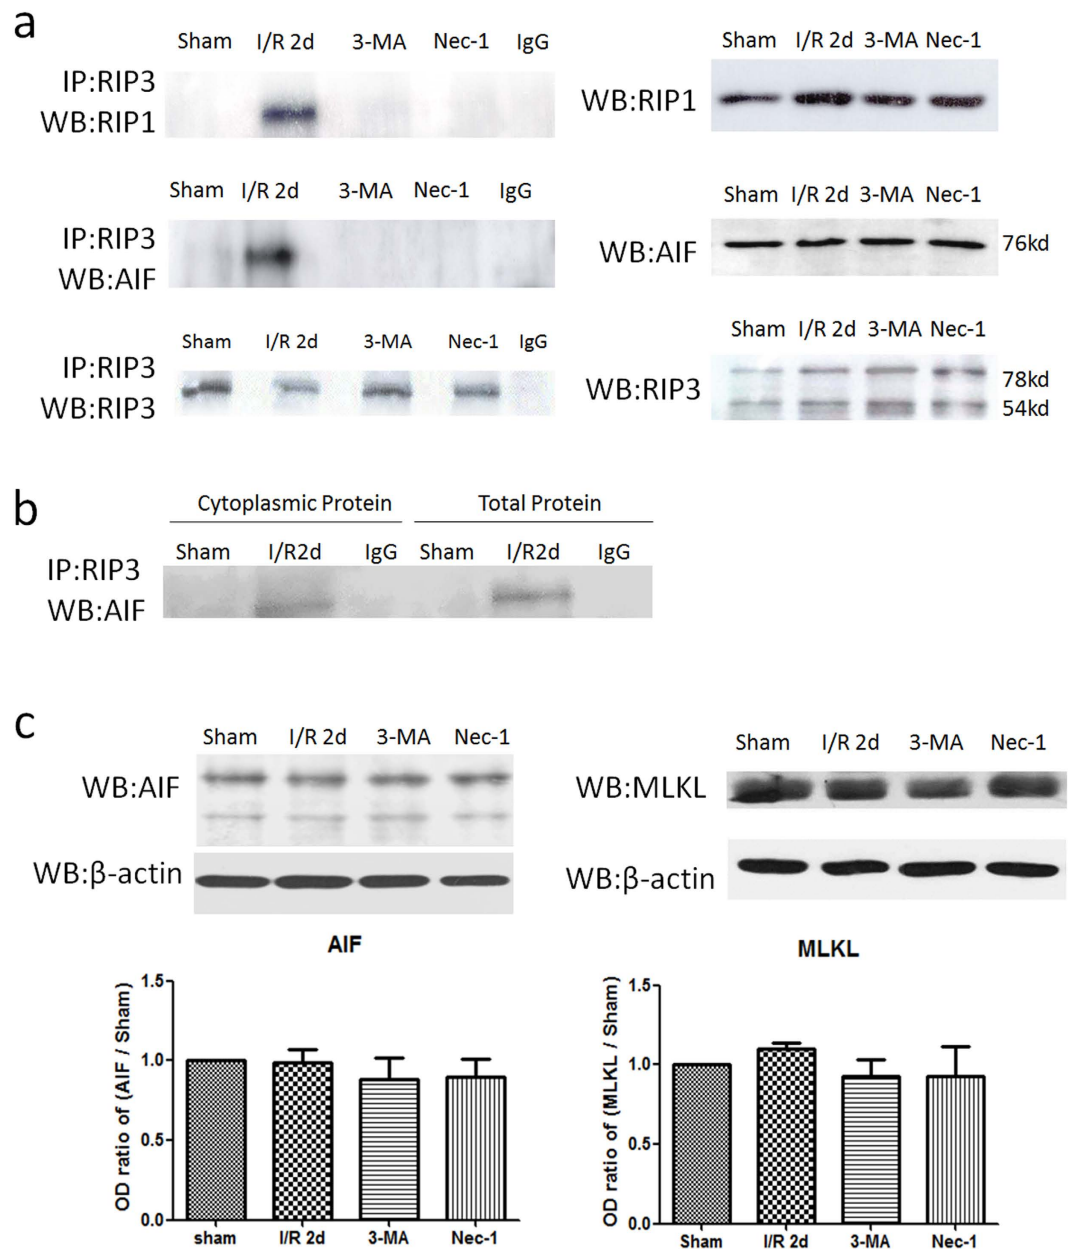 a
Sham I/R 2d 3-MA Nec-1 IgG
IP:RIP3
WB:RIP1
Sham I/R 2d 3-MA Nec-1
WB:RIP1
Sham I/R 2d 3-MA Nec-1 IgG
IP:RIP3
WB:AIF
Sham I/R 2d 3-MA Nec-1
WB:AIF
76kd
Sham I/R 2d 3-MA Nec-1 IgG
IP:RIP3
WB:RIP3
Sham I/R 2d 3-MA Nec-1
WB:RIP3
78kd
54kd
b
Cytoplasmic Protein Total Protein
Sham I/R2d IgG Sham I/R2d IgG
IP:RIP3
WB:AIF
c
Sham I/R 2d 3-MA Nec-1
WB:AIF
WB:β-actin
Sham I/R 2d 3-MA Nec-1
WB:MLKL
WB:β-actin
AIF
OD ratio of (AIF / Sham)
1.5
1.0
0.5
0.0
sham I/R 2d 3-MA Nec-1
MLKL
OD ratio of (MLKL / Sham)
1.5
1.0
0.5
0.0
Sham I/R 2d 3-MA Nec-1